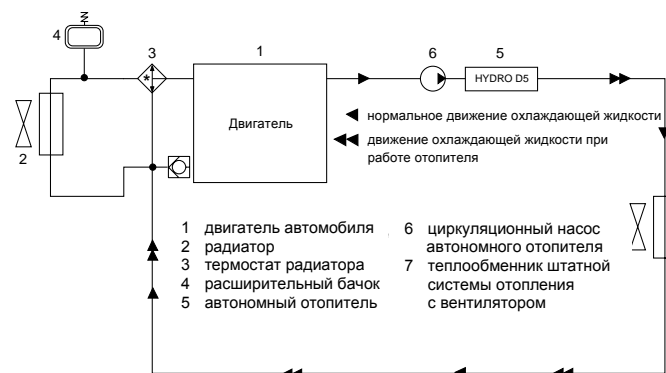 4
3
1
6
5
HYDRO D5
Двигатель
нормальное движение охлаждающей жидкости
движение охлаждающей жидкости при
работе отопителя
2
1 двигатель автомобиля
2 радиатор
3 термостат радиатора
4 расширительный бачок
5 автономный отопитель
6 циркуляционный насос
автономного отопителя
7 теплообменник штатной
системы отопления
с вентилятором